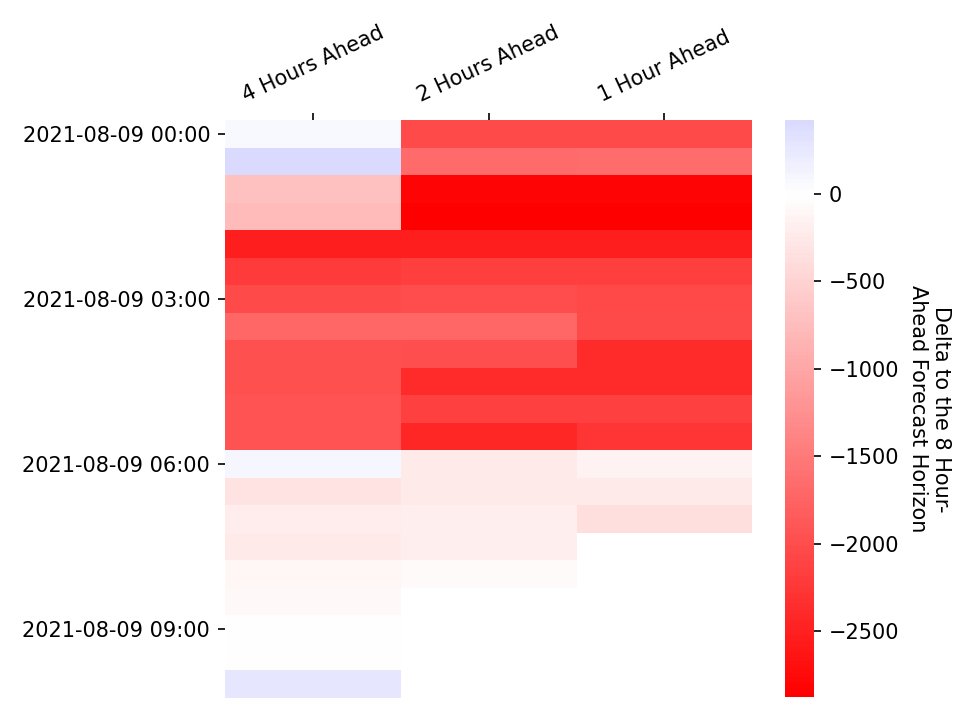 4 Hours Ahead
2 Hours Ahead
1 Hour Ahead
2021-08-09 00:00
2021-08-09 03:00
2021-08-09 06:00
2021-08-09 09:00
0
−500
−1000
−1500
−2000
−2500
Delta to the 8 Hour-
Ahead Forecast Horizon